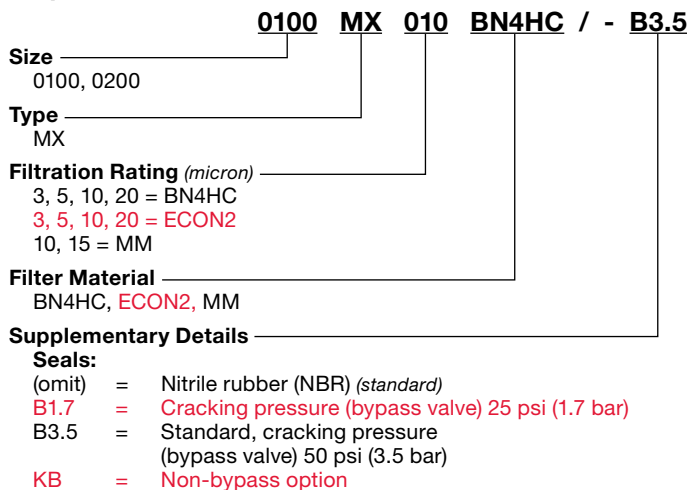 0100 MX 010 BN4HC / - B3.5
Size
0100, 0200
Type
MX
Filtration Rating (micron)
3, 5, 10, 20 = BN4HC
3, 5, 10, 20 = ECON2
10, 15 = MM
Filter Material
BN4HC, ECON2, MM
Supplementary Details
Seals:
(omit) = Nitrile rubber (NBR) (standard)
B1.7 = Cracking pressure (bypass valve) 25 psi (1.7 bar)
B3.5 = Standard, cracking pressure
(bypass valve) 50 psi (3.5 bar)
KB = Non-bypass option